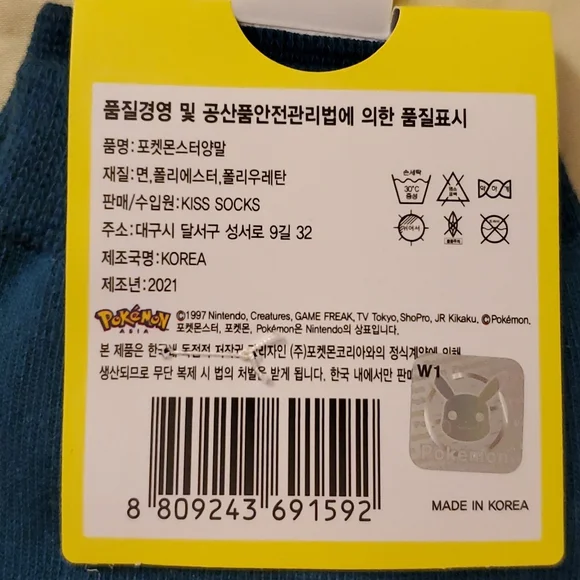 품질경영 및 공산품안전관리법에 의한 품질표시
품명:포켓몬스터양말
재질:면,폴리에스터,폴리우레탄
판매/수입원:KISS SOCKS
주소:대구시 달서구 성서로 9길 32
제조국명:KOREA
제조년:2021
손세탁
30°C
중성
POKéMON
ASIA
©1997 Nintendo, Creatures, GAME FREAK, TV Tokyo, ShoPro, JR Kikaku, ©Pokémon.
포켓몬스터, 포켓몬, Pokémon은 Nintendo의 상표입니다.
본 제품은 한국내 독점적 저작권 관리자인 (주)포켓몬코리아와의 정식계약에 의해
생산되므로 무단 복제 시 법의 처벌을 받게 됩니다. 한국 내에서만 판매
W1
Pokémon
8 809243 691592
MADE IN KOREA